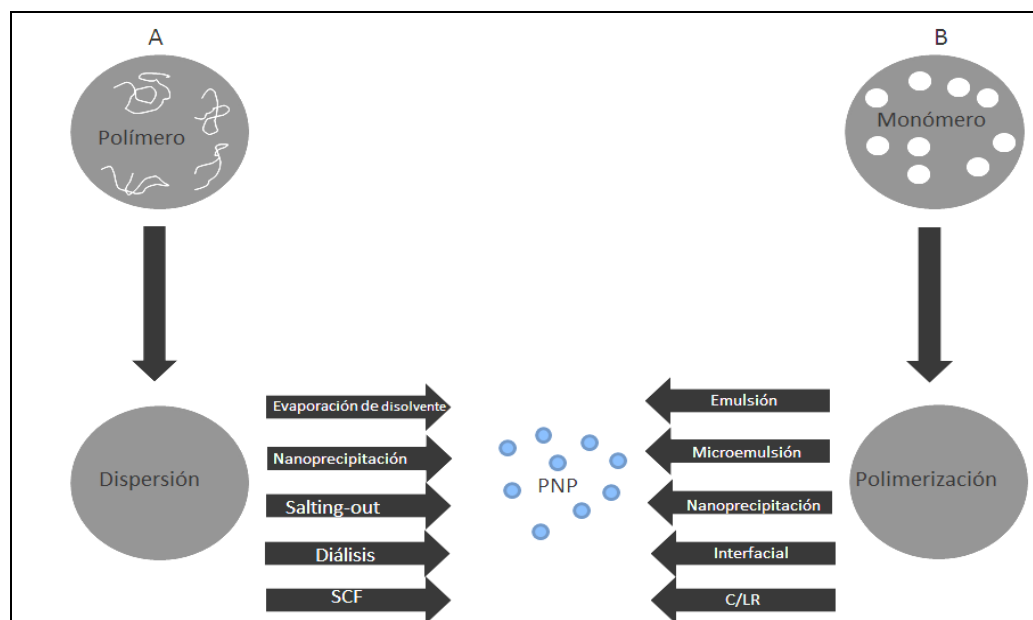 A
B
Polímero
Monómero
Dispersión
Evaporación de disolvente
Nanoprecipitación
Salting-out
Diálisis
SCF
PNP
Emulsión
Microemulsión
Nanoprecipitación
Interfacial
C/LR
Polimerización